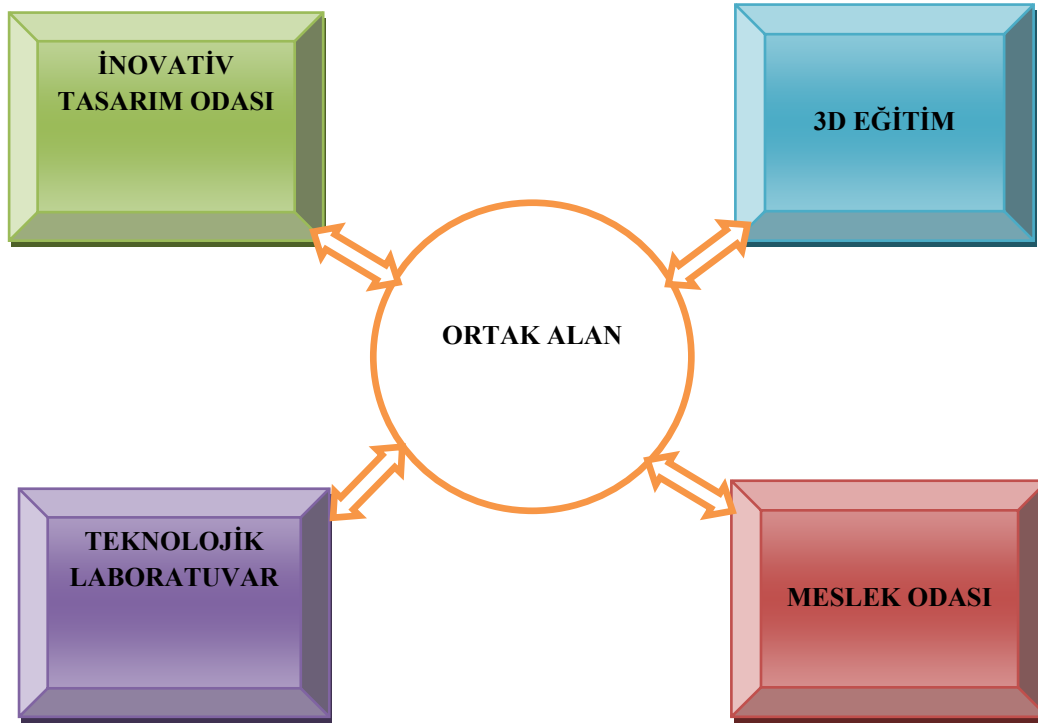 İNOVATİV
TASARIM ODASI
3D EĞİTİM
ORTAK ALAN
TEKNOLOJİK
LABORATUVAR
MESLEK ODASI